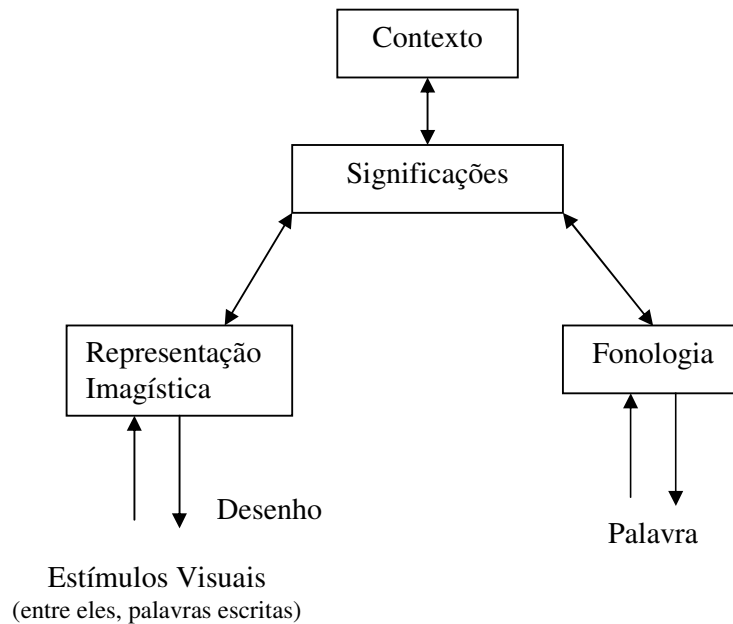 Contexto
Significações
Representação
Imagística
Fonologia
Desenho
Palavra
Estímulos Visuais
(entre eles, palavras escritas)